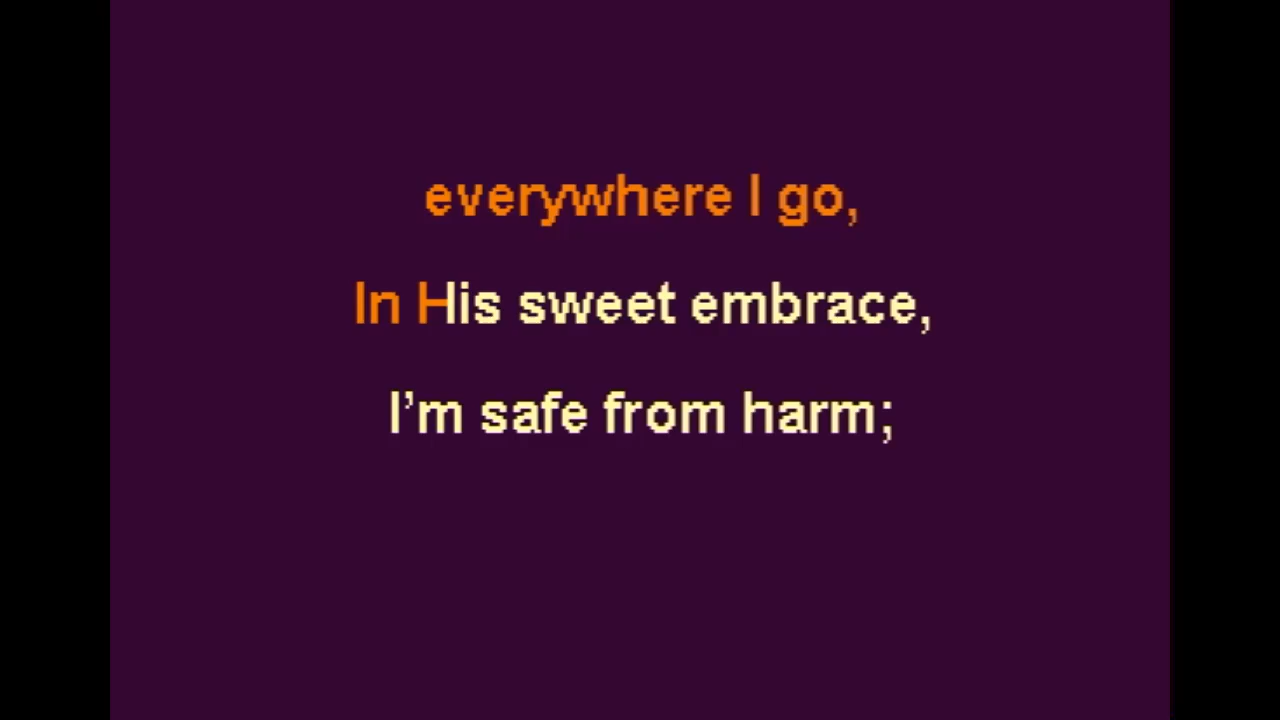 everywhere I go,
In His sweet embrace,
I’m safe from harm;